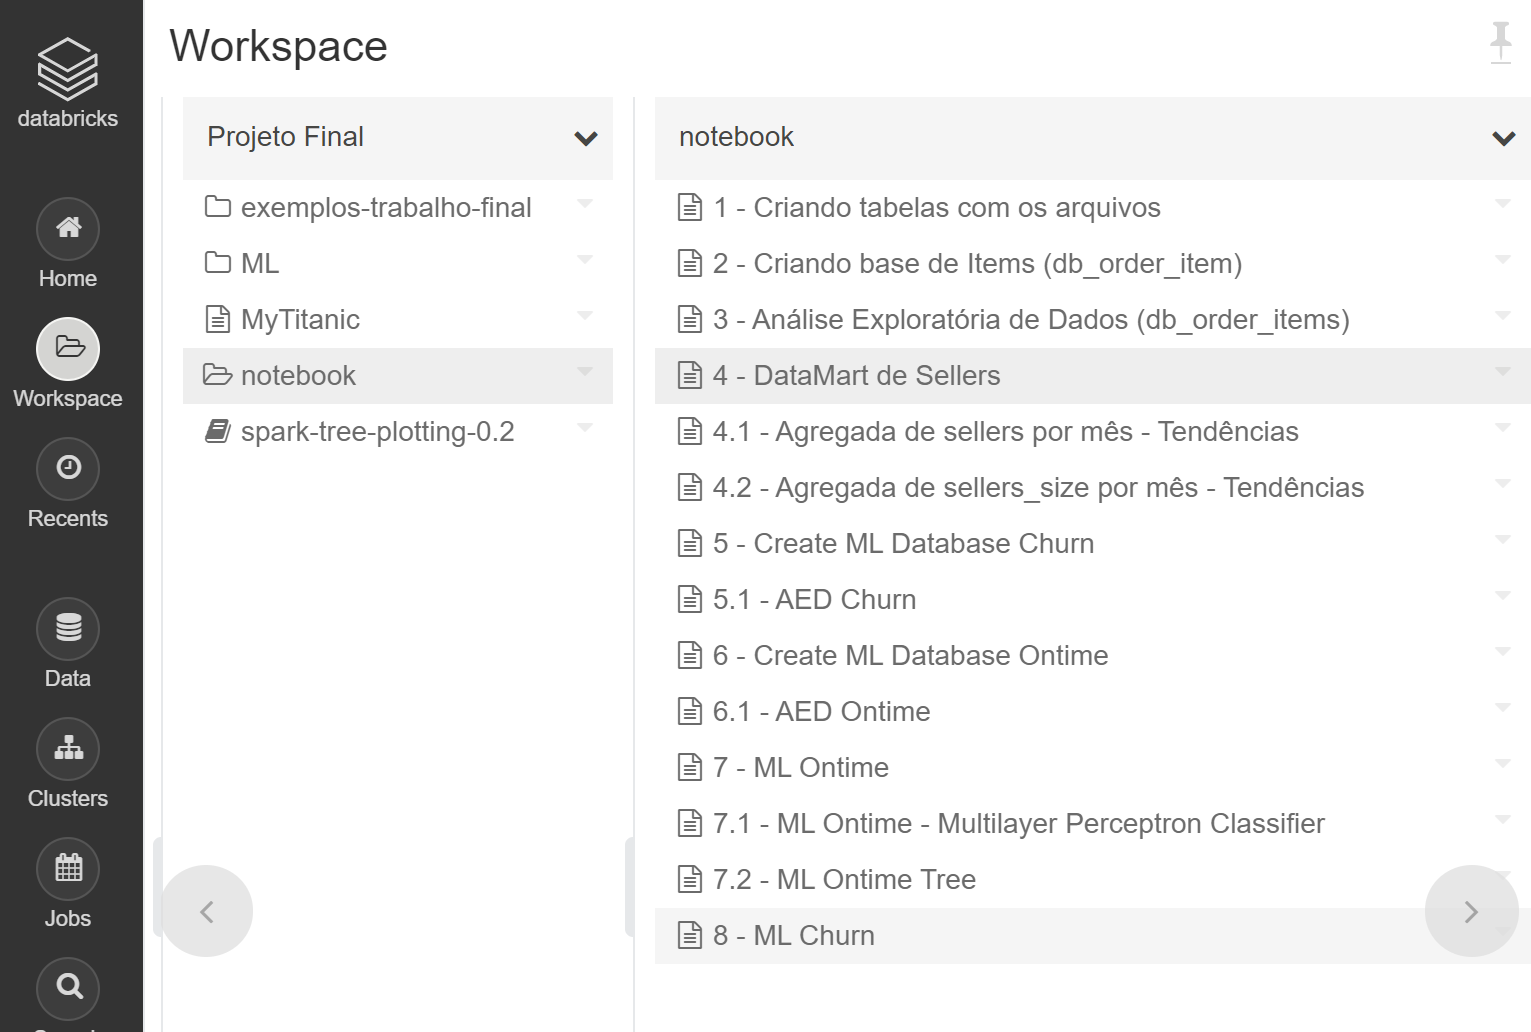 databricks
Home
Workspace
Recents
Data
Clusters
Jobs
Workspace
Projeto Final
exemplos-trabalho-final
ML
MyTitanic
notebook
spark-tree-plotting-0.2
notebook
1 - Criando tabelas com os arquivos
2 - Criando base de Items (db_order_item)
3 - Análise Exploratória de Dados (db_order_items)
4 - DataMart de Sellers
4.1 - Agregada de sellers por mês - Tendências
4.2 - Agregada de sellers_size por mês - Tendências
5 - Create ML Database Churn
5.1 - AED Churn
6 - Create ML Database Ontime
6.1 - AED Ontime
7 - ML Ontime
7.1 - ML Ontime - Multilayer Perceptron Classifier
7.2 - ML Ontime Tree
8 - ML Churn